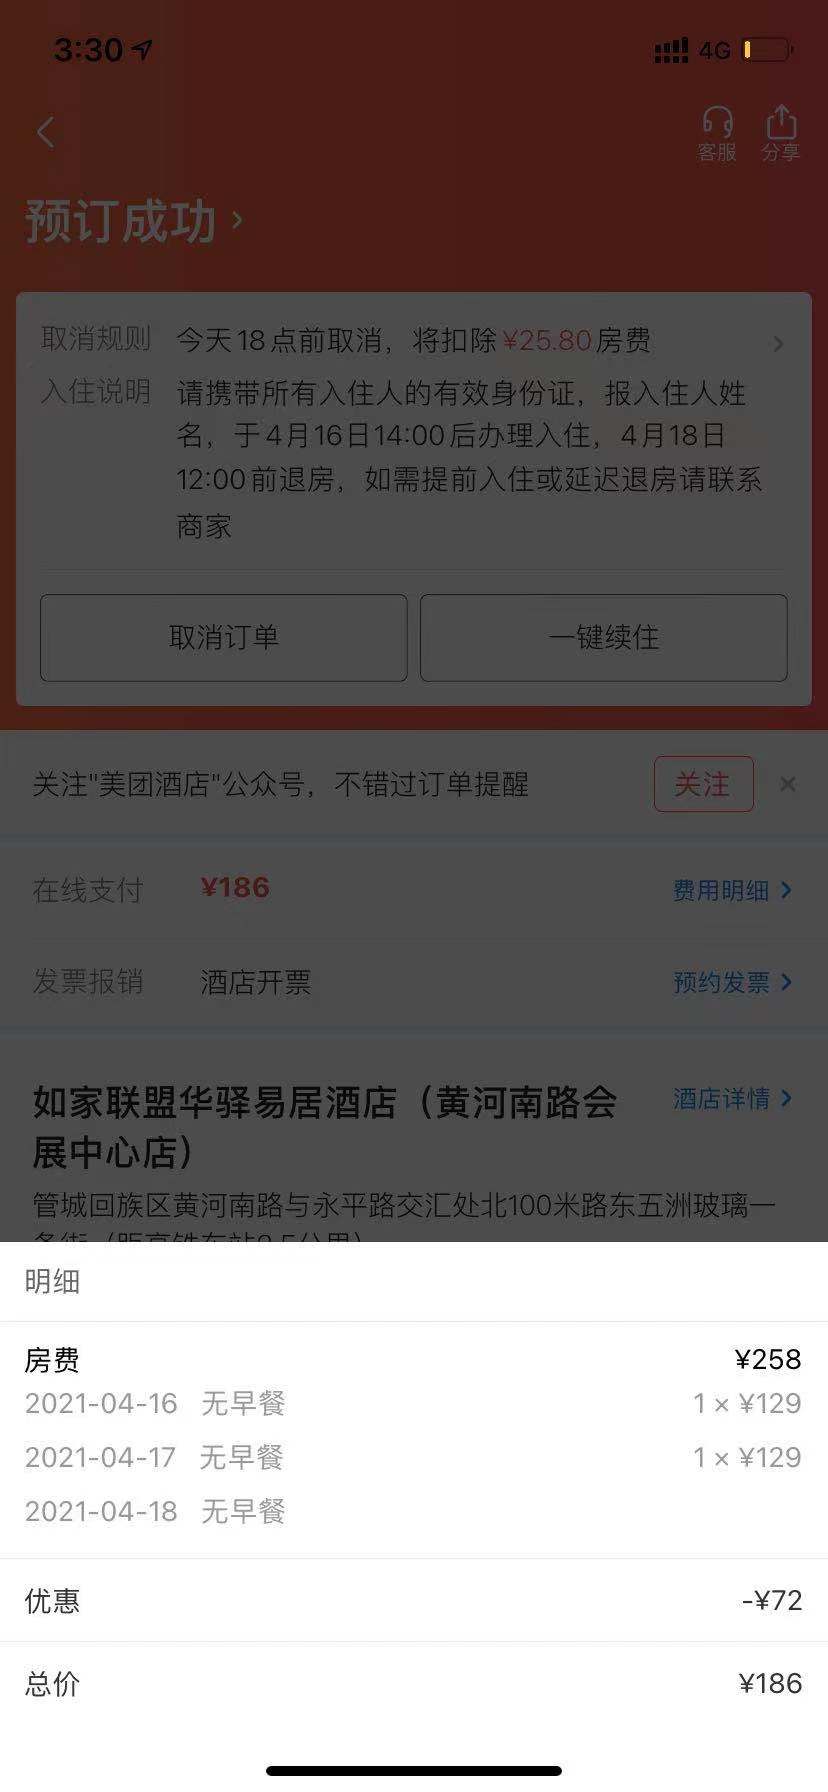 3:30
4G
客服 分享
预订成功
取消规则 今天18点前取消，将扣除¥25.80房费
入住说明 请携带所有入住人的有效身份证，报入住人姓
名，于4月16日14:00后办理入住，4月18日
12:00前退房，如需提前入住或延迟退房请联系
商家
取消订单 一键续住
关注"美团酒店"公众号，不错过订单提醒 关注
在线支付 ¥186 费用明细
发票报销 酒店开票 预约发票
如家联盟华驿易居酒店（黄河南路会 酒店详情
展中心店）
管城回族区黄河南路与永平路交汇处北100米路东五洲玻璃一
明细
房费 ¥258
2021-04-16 无早餐 1 × ¥129
2021-04-17 无早餐 1 × ¥129
2021-04-18 无早餐
优惠 -¥72
总价 ¥186